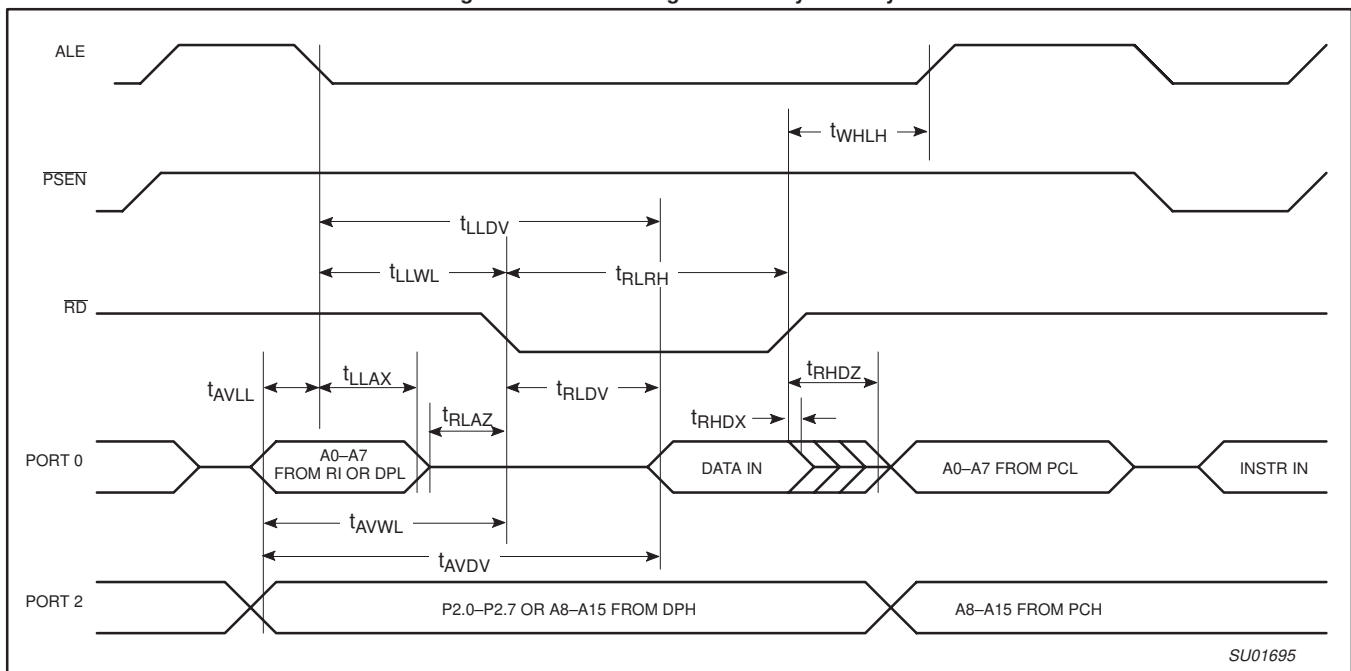 ALE
tWHLH
PSEN
tLLDV
tLLWL
tRLRH
RD
tAVLL
tLLAX
tRLDV
tRHDZ
tRLAZ
tRHDX
PORT 0
A0–A7
FROM RI OR DPL
DATA IN
A0–A7 FROM PCL
INSTR IN
tAVWL
tAVDV
PORT 2
P2.0–P2.7 OR A8–A15 FROM DPH
A8–A15 FROM PCH
SU01695